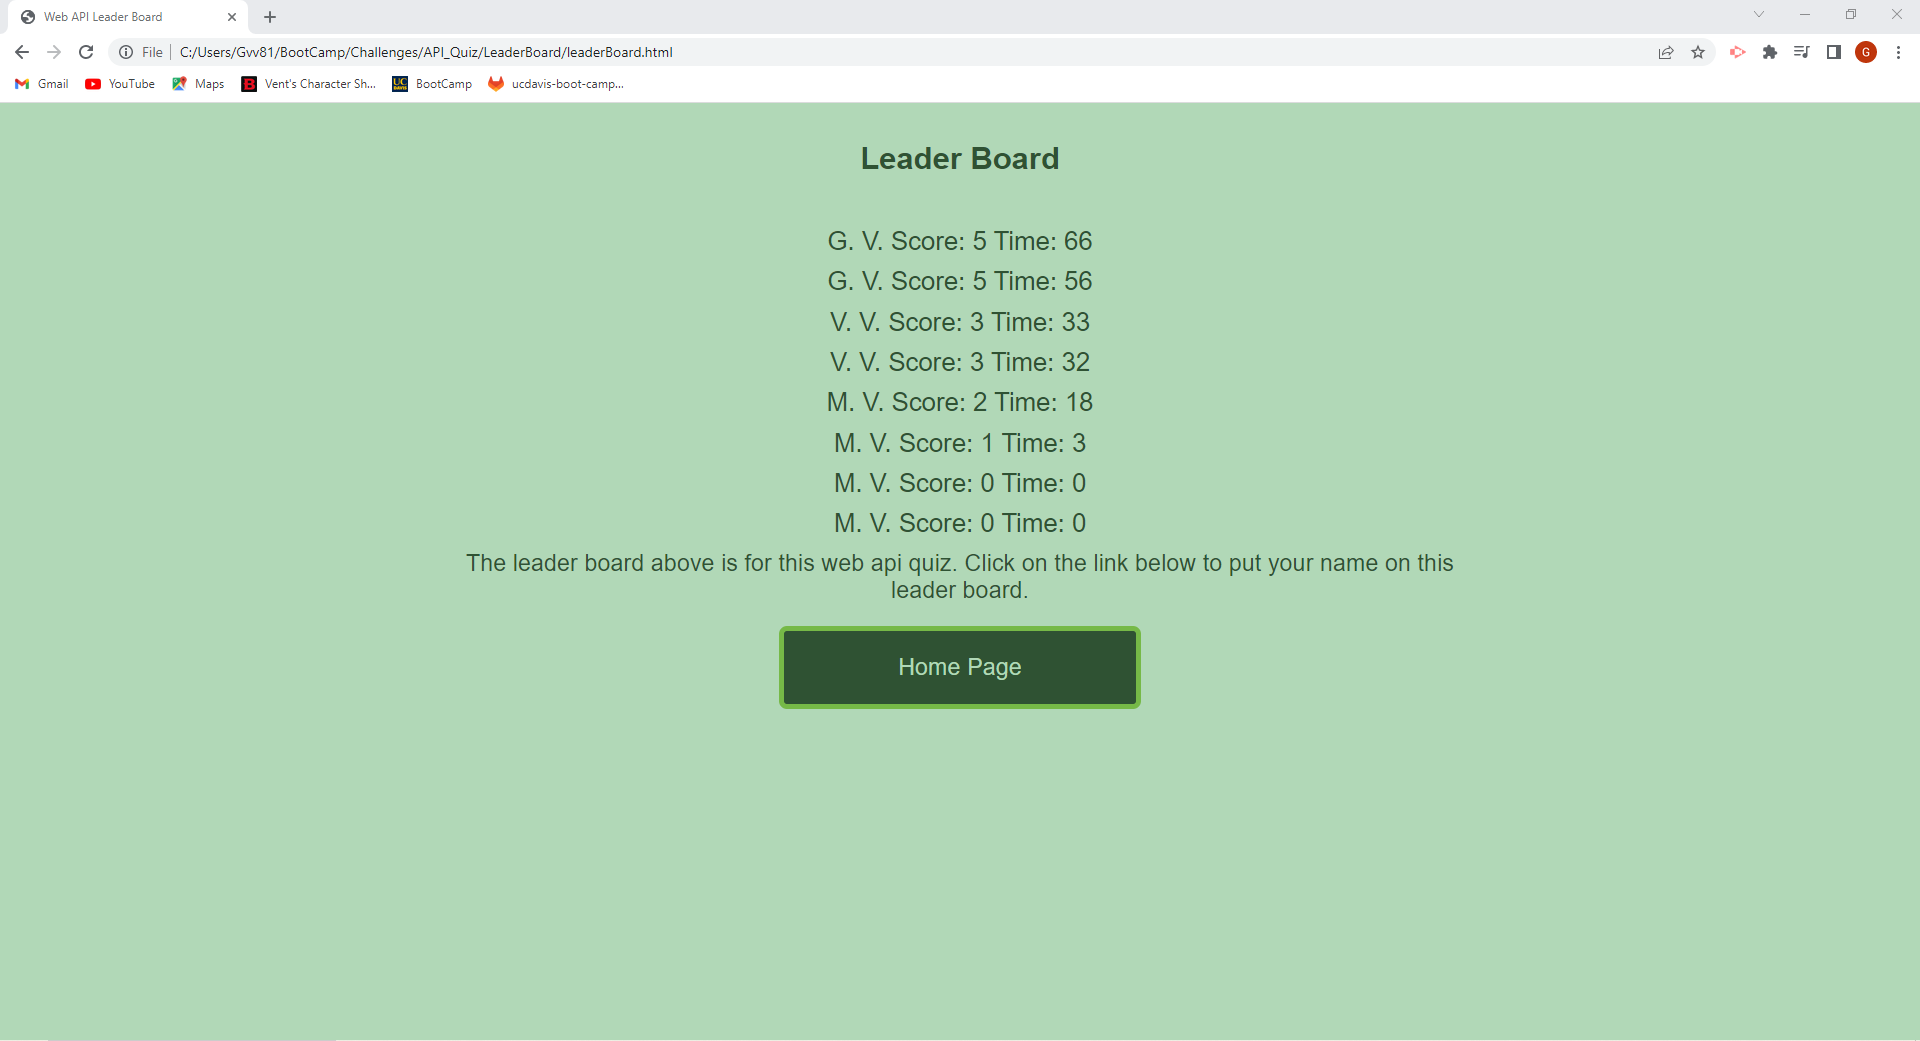 Web API Leader Board
File C:/Users/Gvv81/BootCamp/Challenges/API_Quiz/LeaderBoard/leaderBoard.html
G
Gmail YouTube Maps B Vent's Character Sh... UC DAVIS BootCamp ucdavis-boot-camp...
Leader Board
G. V. Score: 5 Time: 66
G. V. Score: 5 Time: 56
V. V. Score: 3 Time: 33
V. V. Score: 3 Time: 32
M. V. Score: 2 Time: 18
M. V. Score: 1 Time: 3
M. V. Score: 0 Time: 0
M. V. Score: 0 Time: 0
The leader board above is for this web api quiz. Click on the link below to put your name on this
leader board.
Home Page